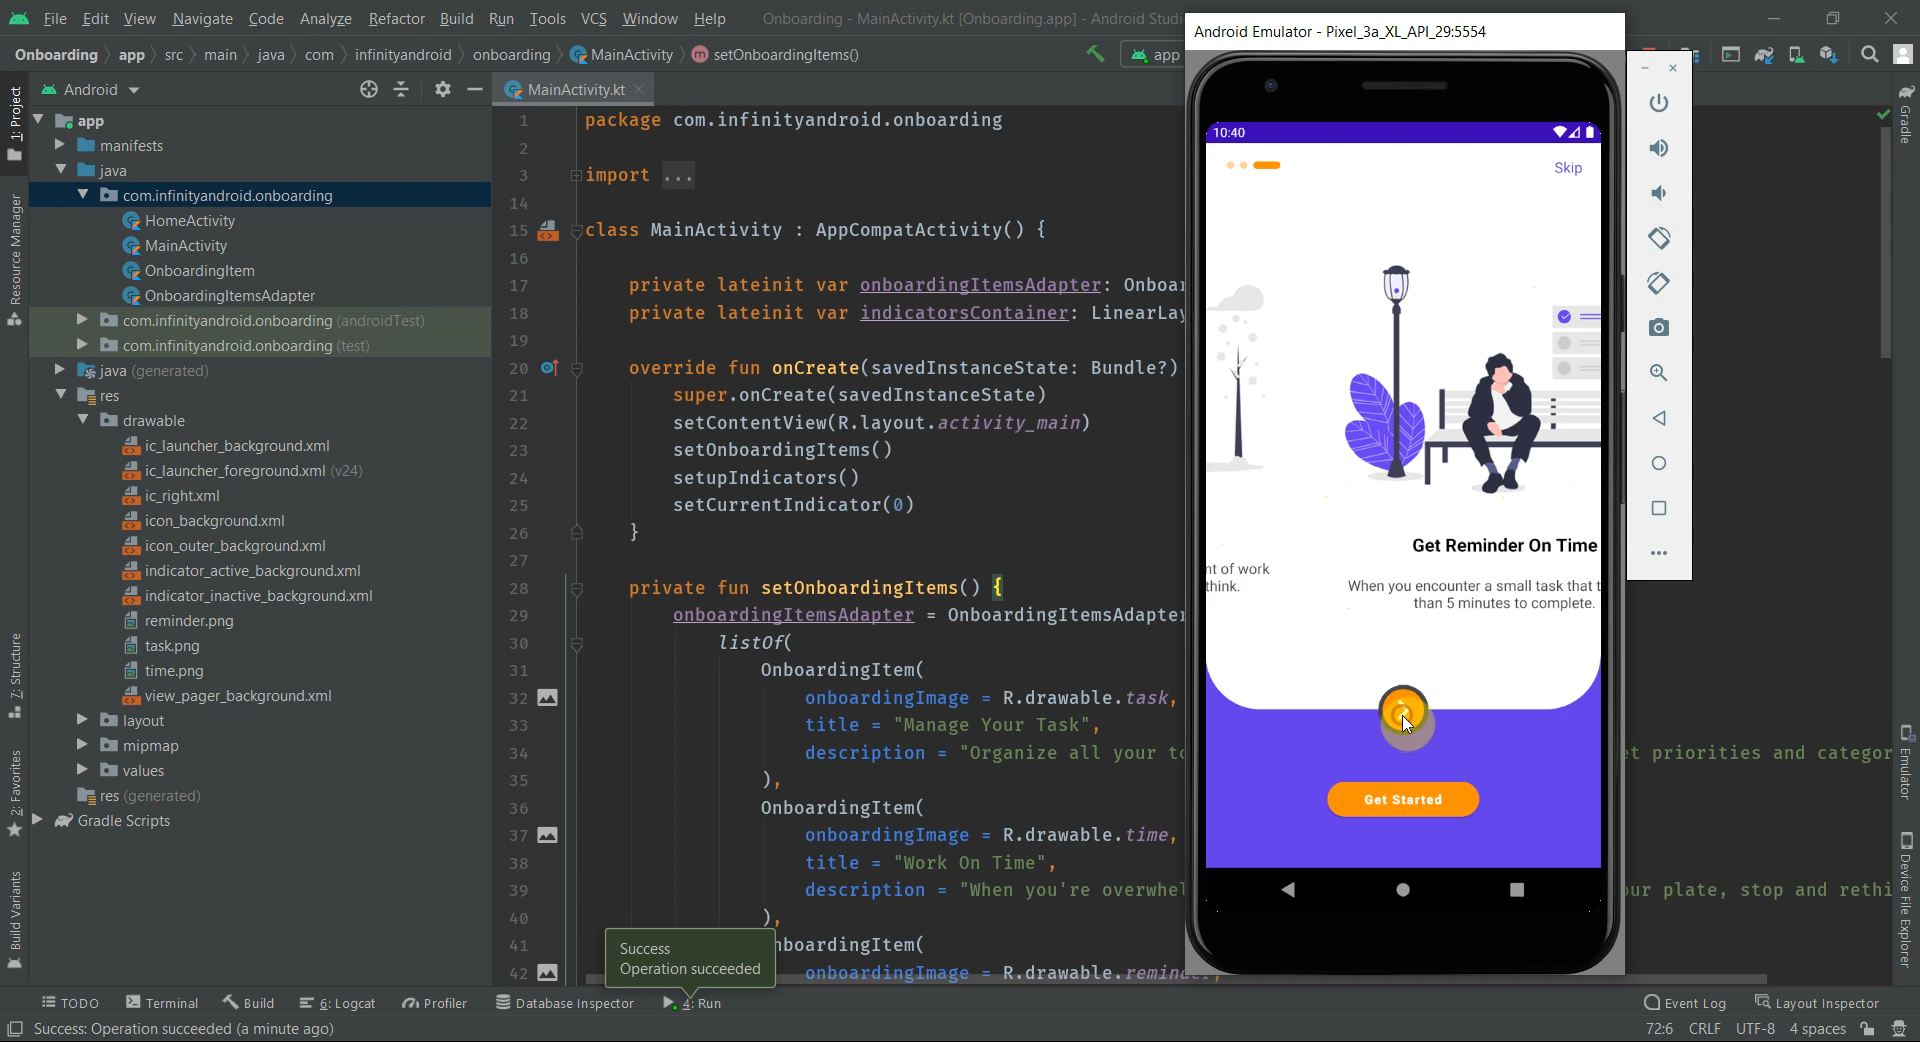 File Edit View Navigate Code Analyze Refactor Build Run Tools VCS Window Help Onboarding - MainActivity.kt [Onboarding.app] - Android Studi
Onboarding app src main java com infinityandroid onboarding MainActivity setOnboardingItems() app
Android
MainActivity.kt
1: Project
Resource Manager
7: Structure
2: Favorites
Build Variants
app
manifests
java
com.infinityandroid.onboarding
HomeActivity
MainActivity
OnboardingItem
OnboardingItemsAdapter
com.infinityandroid.onboarding (androidTest)
com.infinityandroid.onboarding (test)
java (generated)
res
drawable
ic_launcher_background.xml
ic_launcher_foreground.xml (v24)
ic_right.xml
icon_background.xml
icon_outer_background.xml
indicator_active_background.xml
indicator_inactive_background.xml
reminder.png
task.png
time.png
view_pager_background.xml
layout
mipmap
values
res (generated)
Gradle Scripts
1 package com.infinityandroid.onboarding
2
3 import ...
14
15 class MainActivity : AppCompatActivity() {
16
17 private lateinit var onboardingItemsAdapter: Onboar
18 private lateinit var indicatorsContainer: LinearLay
19
20 override fun onCreate(savedInstanceState: Bundle?)
21 super.onCreate(savedInstanceState)
22 setContentView(R.layout.activity_main)
23 setOnboardingItems()
24 setupIndicators()
25 setCurrentIndicator(0)
26 }
27
28 private fun setOnboardingItems() {
29 onboardingItemsAdapter = OnboardingItemsAdapter
30 listOf(
31 OnboardingItem(
32 onboardingImage = R.drawable.task,
33 title = "Manage Your Task",
34 description = "Organize all your to
et priorities and categor
35 ),
36 OnboardingItem(
37 onboardingImage = R.drawable.time,
38 title = "Work On Time",
39 description = "When you're overwhel
ur plate, stop and rethi
40 ),
41 nboardingItem(
42 onboardingImage = R.drawable.reminder,
Success
Operation succeeded
Android Emulator - Pixel_3a_XL_API_29:5554
10:40
Skip
nt of work
think.
Get Reminder On Time
When you encounter a small task that t
than 5 minutes to complete.
Get Started
Gradle
Emulator
Device File Explorer
TODO Terminal Build 6: Logcat Profiler Database Inspector 4: Run Event Log Layout Inspector
Success: Operation succeeded (a minute ago) 72:6 CRLF UTF-8 4 spaces